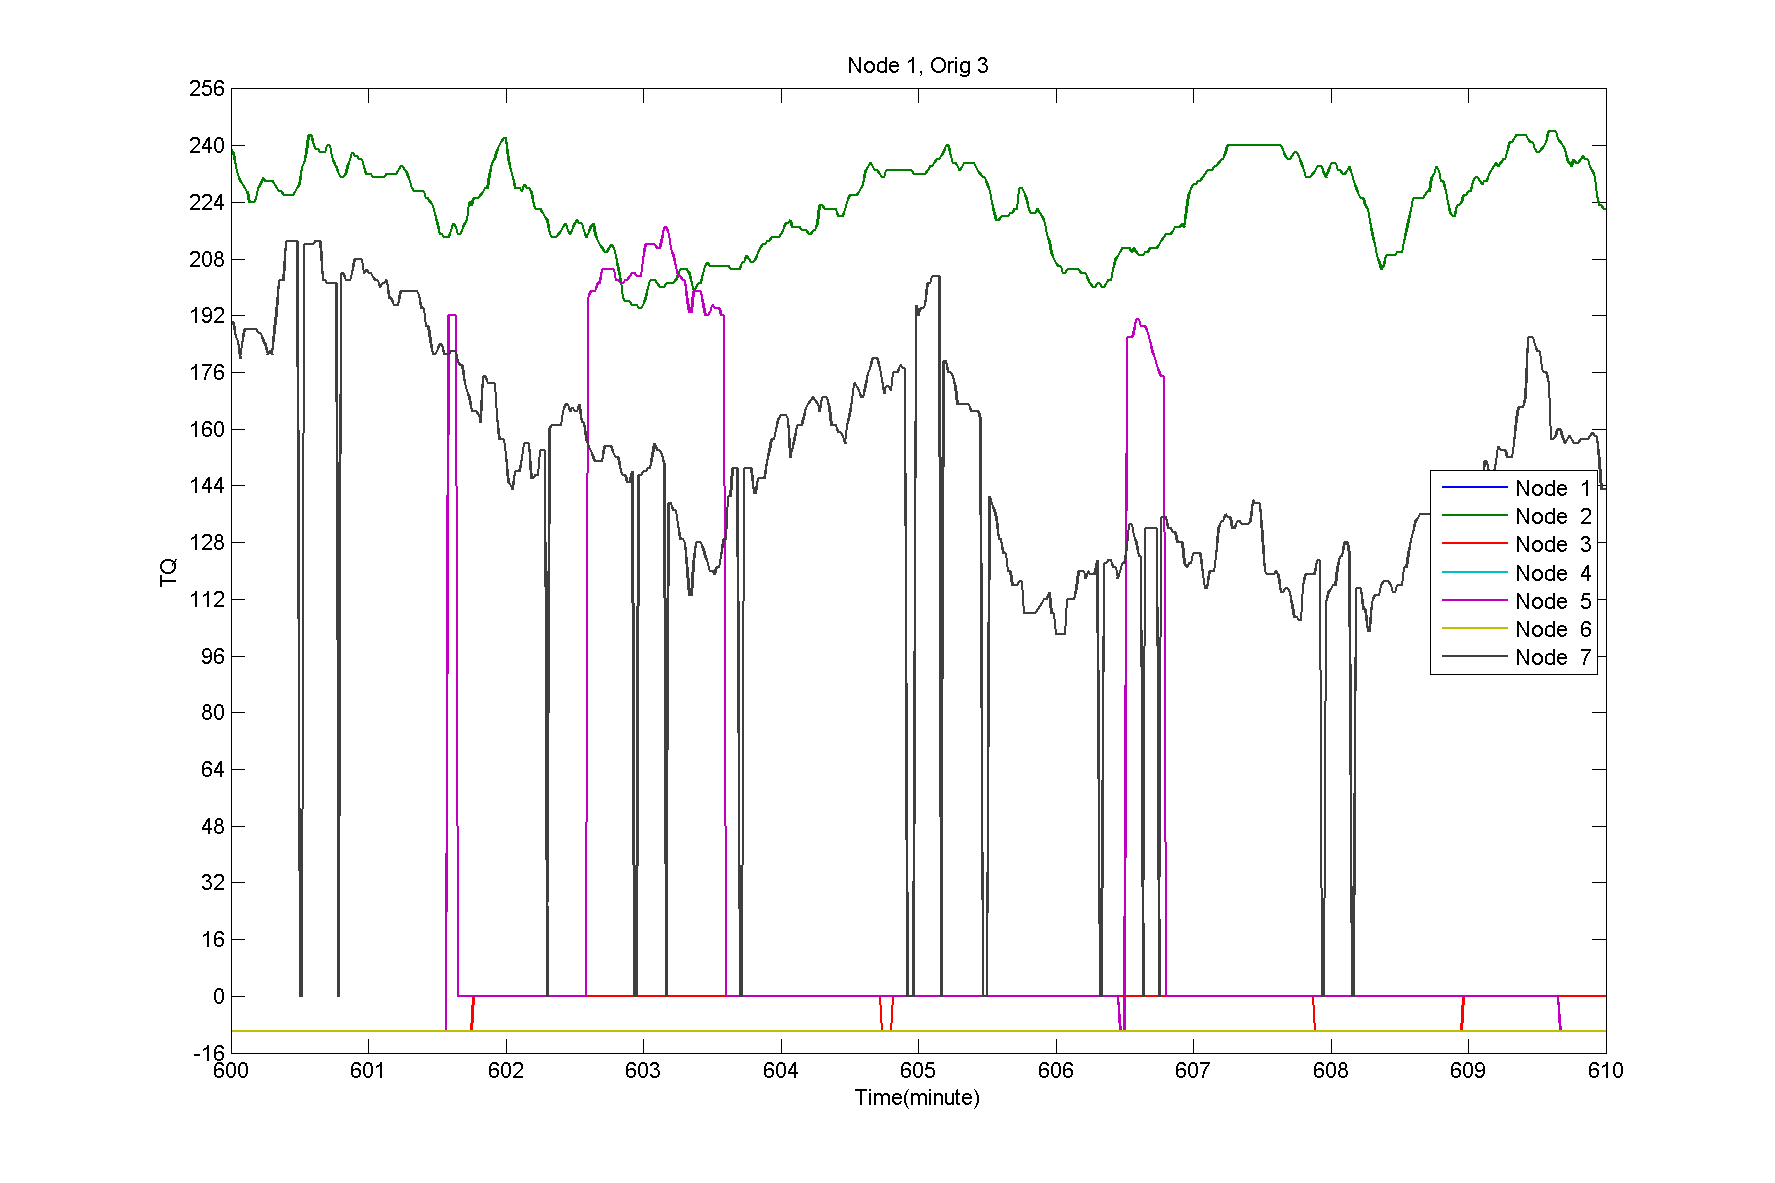 Node 1, Orig 3
256
240
224
208
192
176
160
144
128
112
96
80
64
48
32
16
0
-16
TQ
Node 1
Node 2
Node 3
Node 4
Node 5
Node 6
Node 7
600 601 602 603 604 605 606 607 608 609 610
Time(minute)